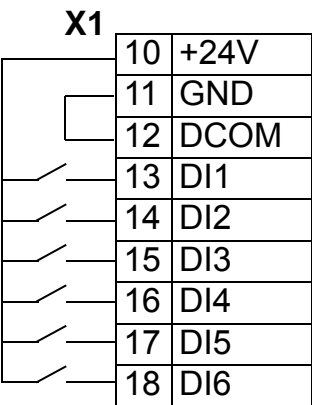 X1
10 +24V
11 GND
12 DCOM
13 DI1
14 DI2
15 DI3
16 DI4
17 DI5
18 DI6